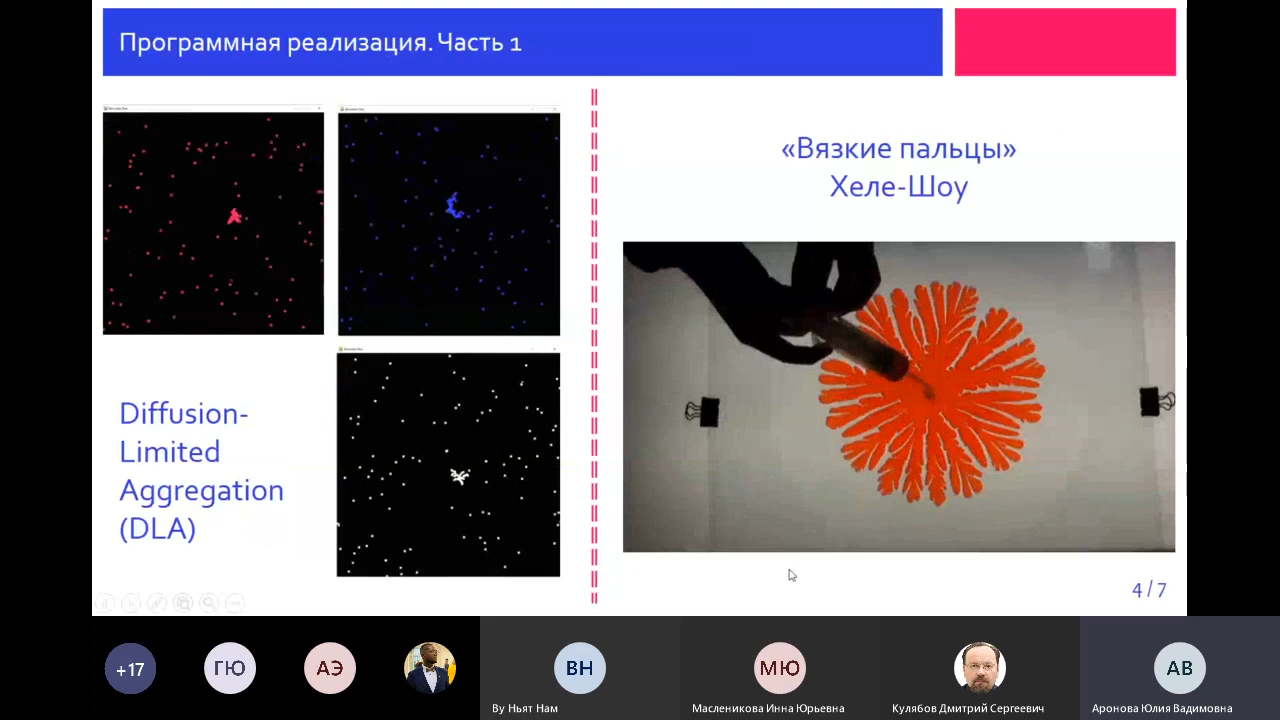 Программная реализация. Часть 1
«Вязкие пальцы»
Хеле-Шоу
Diffusion-
Limited
Aggregation
(DLA)
4 / 7
+17
ГЮ
АЭ
ВН
МЮ
АВ
Ву Ньят Нам
Масленикова Инна Юрьевна
Кулябов Дмитрий Сергеевич
Аронова Юлия Вадимовна